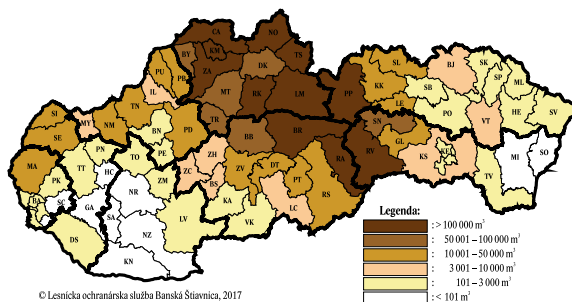 CA
NO
KM
TS
BY
ZA
DK
PU
PB
IL
MT
RK
LM
PP
TR
SL
BJ
SK
SP
ML
KK
SB
LE
PO
VT
HE
SV
SI
MY
NM
TN
SE
BN
PD
PE
BB
BR
SN
GL
RV
KS
KE
MI
SO
TV
MA
PN
PK
TT
HC
TO
ZM
ZC
ZH
BS
ZV
DT
PT
RA
RS
LC
BA
SC
GA
NR
SA
NZ
KN
LV
KA
VK
DS
Legenda:
: > 100 000 m³
: 50 001 – 100 000 m³
: 10 001 – 50 000 m³
: 3 001 – 10 000 m³
: 101 – 3 000 m³
: < 101 m³
© Lesnícka ochranárska služba Banská Štiavnica, 2017